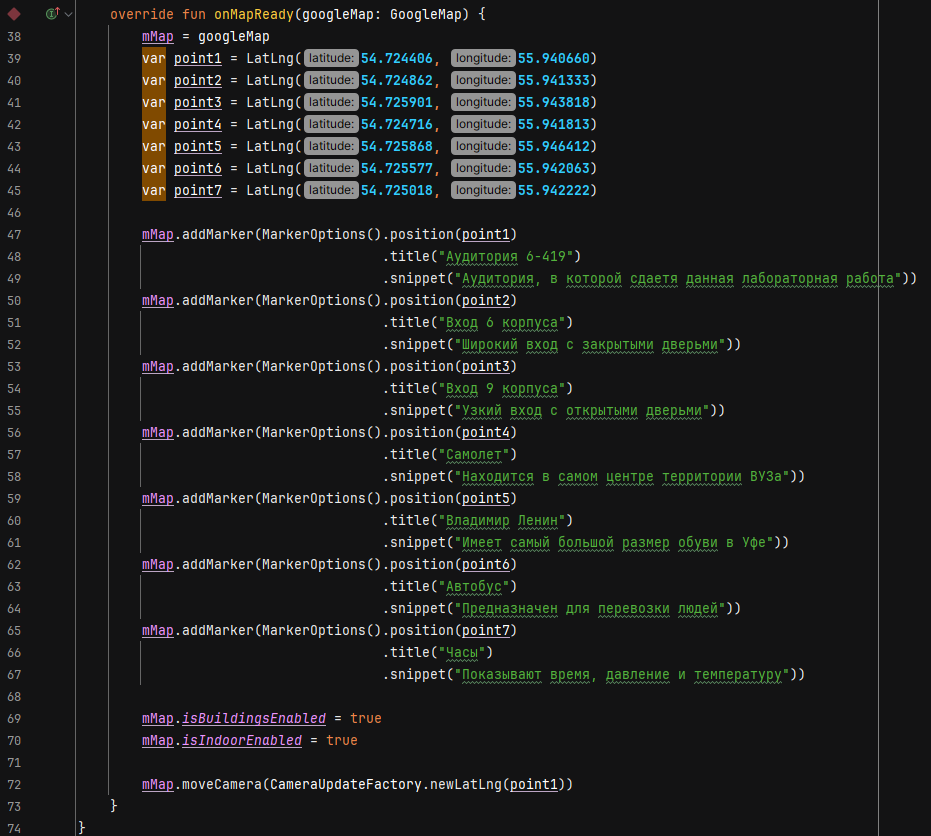 override fun onMapReady(googleMap: GoogleMap) {
38 mMap = googleMap
39 var point1 = LatLng( latitude: 54.724406, longitude: 55.940660)
40 var point2 = LatLng( latitude: 54.724862, longitude: 55.941333)
41 var point3 = LatLng( latitude: 54.725901, longitude: 55.943818)
42 var point4 = LatLng( latitude: 54.724716, longitude: 55.941813)
43 var point5 = LatLng( latitude: 54.725868, longitude: 55.946412)
44 var point6 = LatLng( latitude: 54.725577, longitude: 55.942063)
45 var point7 = LatLng( latitude: 54.725018, longitude: 55.942222)
46
47 mMap.addMarker(MarkerOptions().position(point1)
48 .title("Аудитория 6-419")
49 .snippet("Аудитория, в которой сдаетя данная лабораторная работа"))
50 mMap.addMarker(MarkerOptions().position(point2)
51 .title("Вход 6 корпуса")
52 .snippet("Широкий вход с закрытыми дверьми"))
53 mMap.addMarker(MarkerOptions().position(point3)
54 .title("Вход 9 корпуса")
55 .snippet("Узкий вход с открытыми дверьми"))
56 mMap.addMarker(MarkerOptions().position(point4)
57 .title("Самолет")
58 .snippet("Находится в самом центре территории ВУЗа"))
59 mMap.addMarker(MarkerOptions().position(point5)
60 .title("Владимир Ленин")
61 .snippet("Имеет самый большой размер обуви в Уфе"))
62 mMap.addMarker(MarkerOptions().position(point6)
63 .title("Автобус")
64 .snippet("Предназначен для перевозки людей"))
65 mMap.addMarker(MarkerOptions().position(point7)
66 .title("Часы")
67 .snippet("Показывают время, давление и температуру"))
68
69 mMap.isBuildingsEnabled = true
70 mMap.isIndoorEnabled = true
71
72 mMap.moveCamera(CameraUpdateFactory.newLatLng(point1))
73 }
74 }